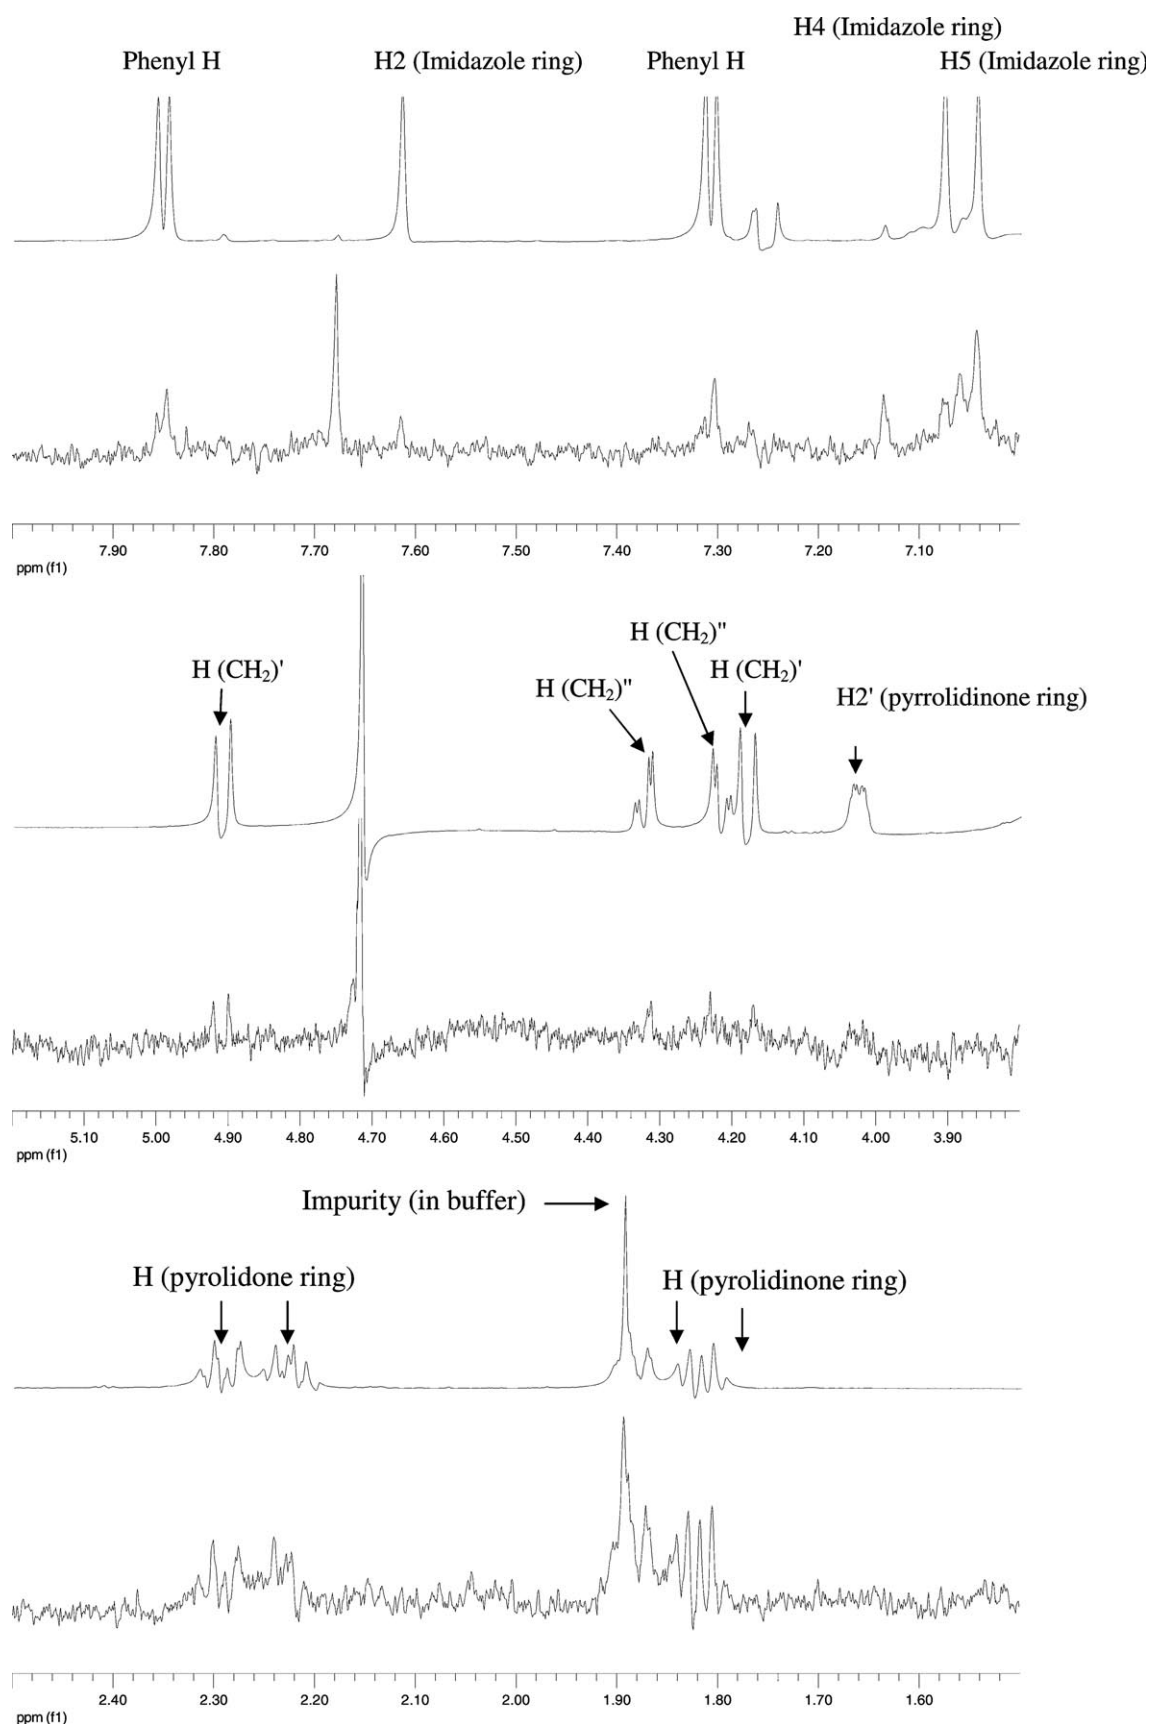 H4 (Imidazole ring)
Phenyl H H2 (Imidazole ring) Phenyl H H5 (Imidazole ring)
7.90 7.80 7.70 7.60 7.50 7.40 7.30 7.20 7.10
ppm (f1)
H (CH₂)"
H (CH₂)' H (CH₂)" H (CH₂)'
H2' (pyrrolidinone ring)
5.10 5.00 4.90 4.80 4.70 4.60 4.50 4.40 4.30 4.20 4.10 4.00 3.90
ppm (f1)
Impurity (in buffer)
H (pyrolidone ring) H (pyrolidinone ring)
2.40 2.30 2.20 2.10 2.00 1.90 1.80 1.70 1.60
ppm (f1)